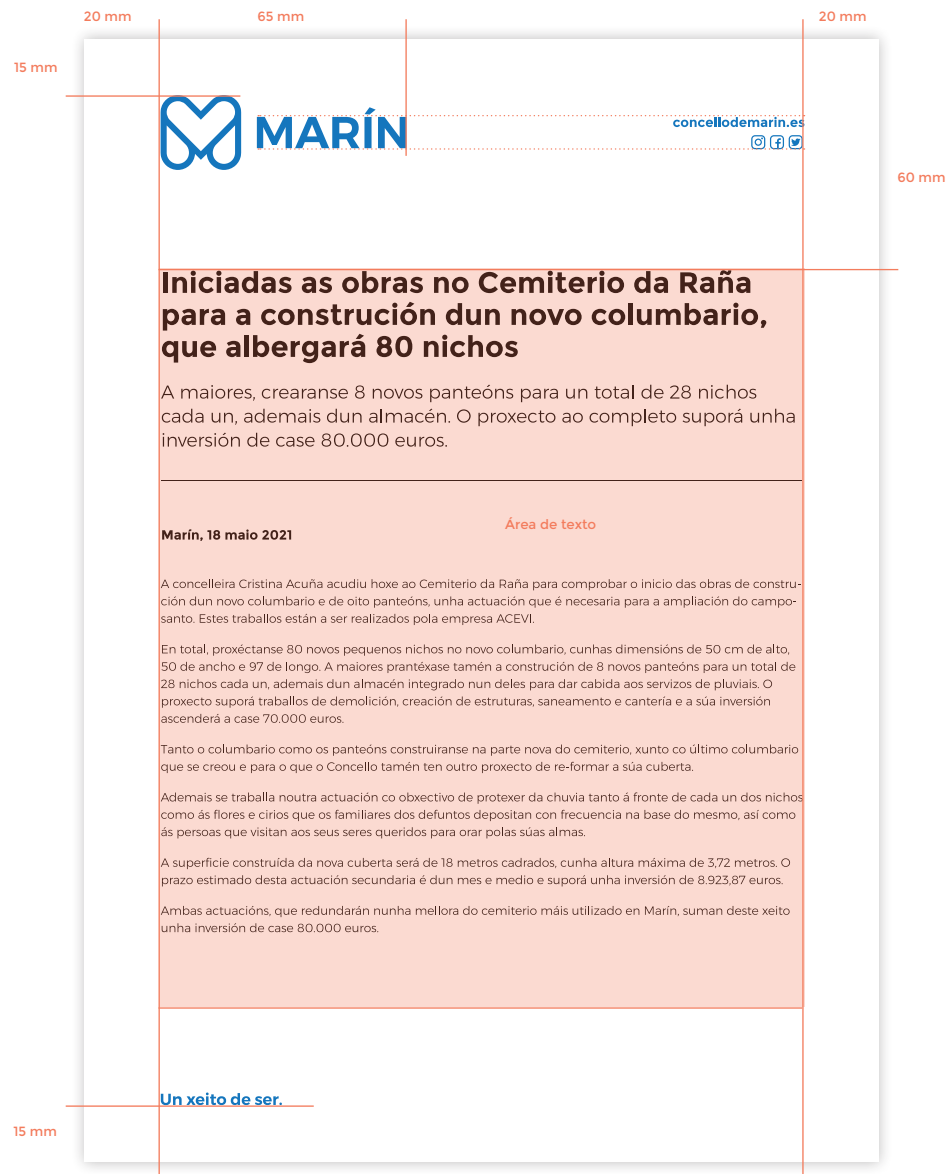 20 mm
65 mm
20 mm
15 mm
MARÍN
concellodemarin.es
60 mm
Iniciadas as obras no Cemiterio da Raña
para a construción dun novo columbario,
que albergará 80 nichos
A maiores, crearanse 8 novos panteóns para un total de 28 nichos
cada un, ademais dun almacén. O proxecto ao completo suporá unha
inversión de case 80.000 euros.
Área de texto
Marín, 18 maio 2021
A concelleira Cristina Acuña acudiu hoxe ao Cemiterio da Raña para comprobar o inicio das obras de constru-
ción dun novo columbario e de oito panteóns, unha actuación que é necesaria para a ampliación do campo-
santo. Estes traballos están a ser realizados pola empresa ACEVI.
En total, proxéctanse 80 novos pequenos nichos no novo columbario, cunhas dimensións de 50 cm de alto,
50 de ancho e 97 de longo. A maiores prantéxase tamén a construción de 8 novos panteóns para un total de
28 nichos cada un, ademais dun almacén integrado nun deles para dar cabida aos servizos de pluviais. O
proxecto suporá traballos de demolición, creación de estruturas, saneamento e cantería e a súa inversión
ascenderá a case 70.000 euros.
Tanto o columbario como os panteóns construiranse na parte nova do cemiterio, xunto co último columbario
que se creou e para o que o Concello tamén ten outro proxecto de re-formar a súa cuberta.
Ademais se traballa noutra actuación co obxectivo de protexer da chuvia tanto á fronte de cada un dos nichos
como ás flores e cirios que os familiares dos defuntos depositan con frecuencia na base do mesmo, así como
ás persoas que visitan aos seus seres queridos para orar polas súas almas.
A superficie construída da nova cuberta será de 18 metros cadrados, cunha altura máxima de 3,72 metros. O
prazo estimado desta actuación secundaria é dun mes e medio e suporá unha inversión de 8.923,87 euros.
Ambas actuacións, que redundarán nunha mellora do cemiterio máis utilizado en Marín, suman deste xeito
unha inversión de case 80.000 euros.
Un xeito de ser.
15 mm